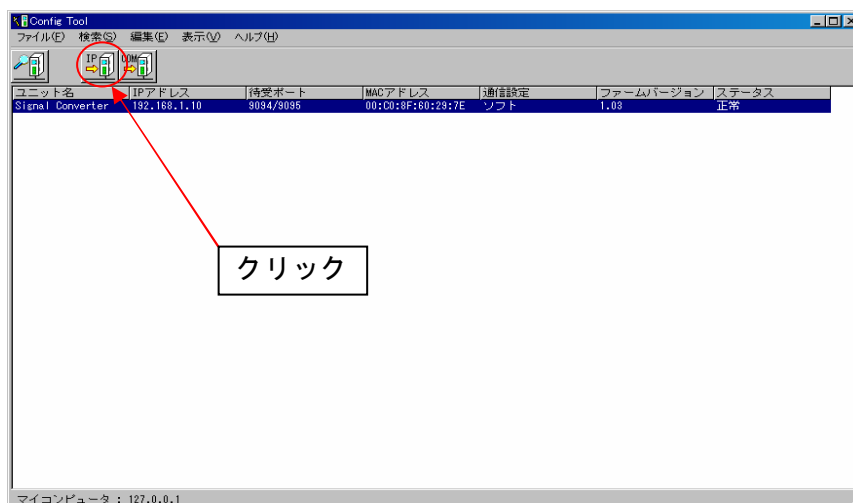 Config Tool
ファイル(F) 検索(S) 編集(E) 表示(V) ヘルプ(H)
IP COM
ユニット名 IPアドレス 待受ポート MACアドレス 通信設定 ファームバージョン ステータス
Signal Converter 192.168.1.10 9094/9095 00:C0:8F:60:29:7E ソフト 1.03 正常
クリック
マイコンピュータ : 127.0.0.1